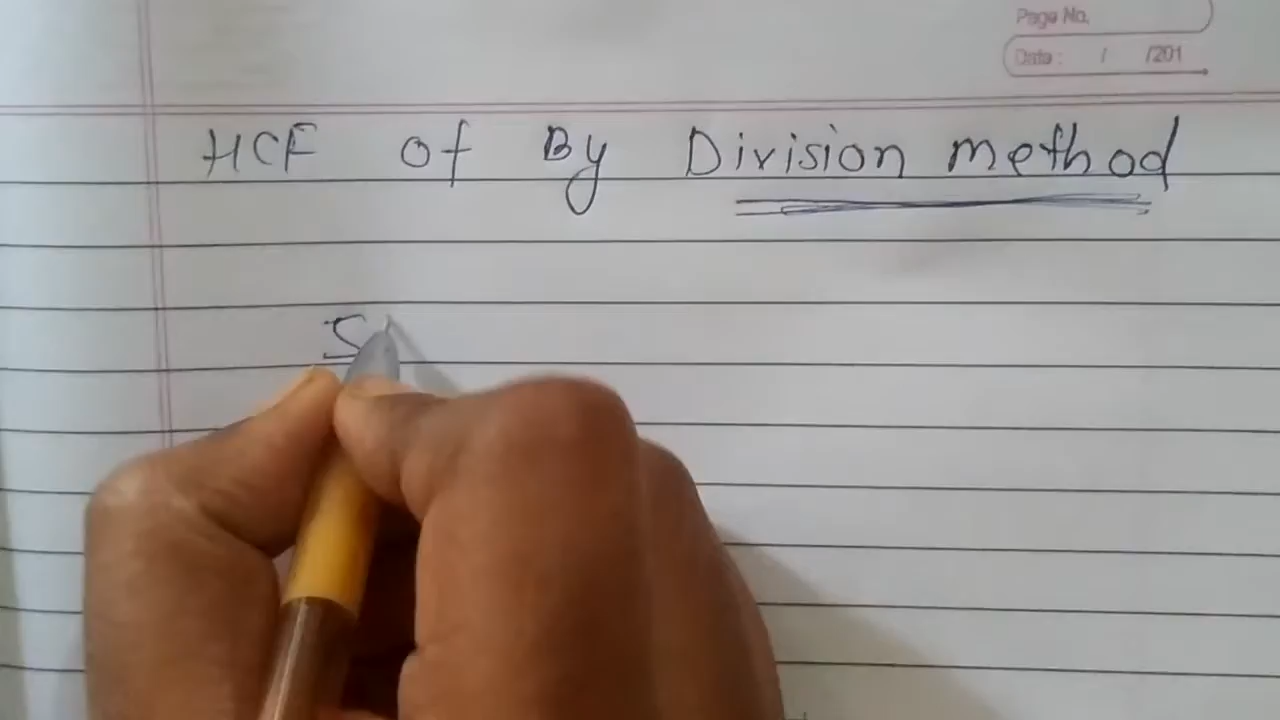 Page No.
Date : / /201
HCF of By Division method
S